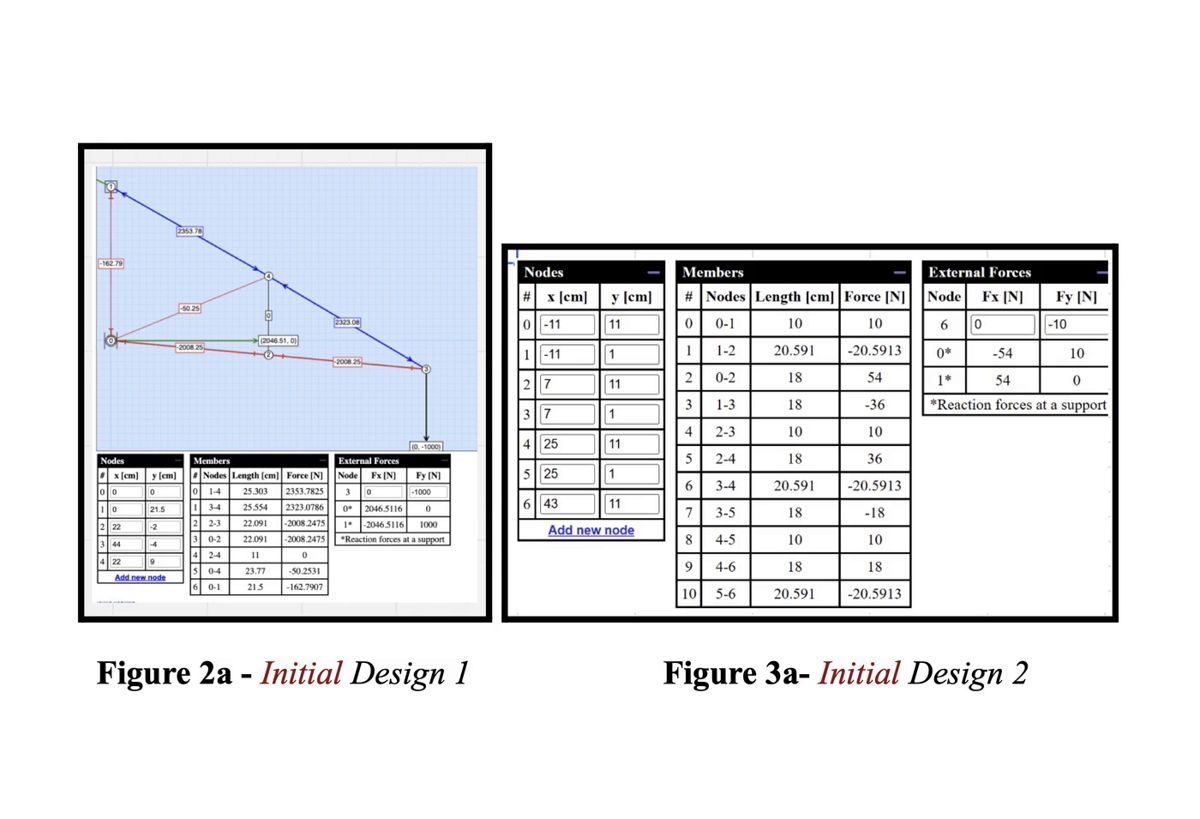 1
2353.78
-162.79
4
-50.25
0
2323.08
0
(2046.51, 0)
-2008.25
2
-2008.25
3
(0, -1000)
Nodes
# x [cm] y [cm]
0 0 0
1 0 21.5
2 22 -2
3 44 -4
4 22 9
Add new node
Members
# Nodes Length [cm] Force [N]
0 1-4 25.303 2353.7825
1 3-4 25.554 2323.0786
2 2-3 22.091 -2008.2475
3 0-2 22.091 -2008.2475
4 2-4 11 0
5 0-4 23.77 -50.2531
6 0-1 21.5 -162.7907
External Forces
Node Fx [N] Fy [N]
3 0 -1000
0* 2046.5116 0
1* -2046.5116 1000
*Reaction forces at a support
Figure 2a - Initial Design 1
Nodes
# x [cm] y [cm]
0 -11 11
1 -11 1
2 7 11
3 7 1
4 25 11
5 25 1
6 43 11
Add new node
Members
# Nodes Length [cm] Force [N]
0 0-1 10 10
1 1-2 20.591 -20.5913
2 0-2 18 54
3 1-3 18 -36
4 2-3 10 10
5 2-4 18 36
6 3-4 20.591 -20.5913
7 3-5 18 -18
8 4-5 10 10
9 4-6 18 18
10 5-6 20.591 -20.5913
External Forces
Node Fx [N] Fy [N]
6 0 -10
0* -54 10
1* 54 0
*Reaction forces at a support
Figure 3a- Initial Design 2